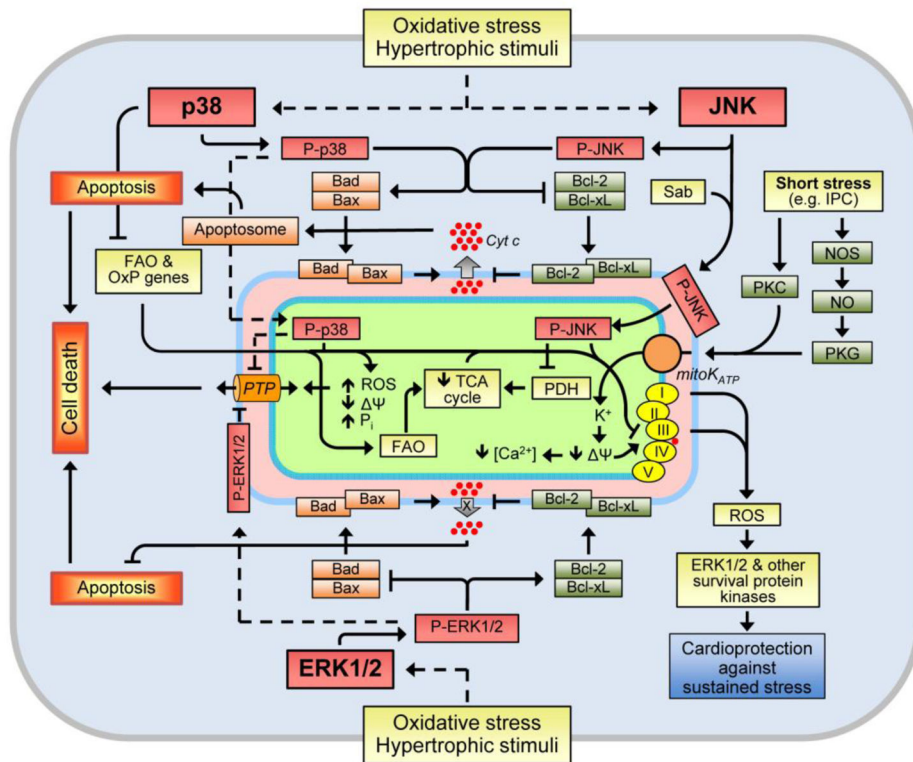 Oxidative stress
Hypertrophic stimuli
p38
JNK
P-p38
P-JNK
Apoptosis
Bad
Bax
Bcl-2
Bcl-xL
Sab
Short stress
(e.g. IPC)
Apoptosome
Cyt c
FAO &
OxP genes
NOS
Bad
Bax
Bcl-2
Bcl-xL
PKC
NO
P-JNK
P-p38
P-JNK
PKG
mitoKATP
Cell death
PTP
ROS
ΔΨ
Pi
TCA
cycle
PDH
K⁺
I
II
III
IV
V
FAO
[Ca²⁺]
ΔΨ
P-ERK1/2
Bad
Bax
X
Bcl-2
Bcl-xL
ROS
Apoptosis
Bad
Bax
Bcl-2
Bcl-xL
ERK1/2 & other
survival protein
kinases
P-ERK1/2
ERK1/2
Cardioprotection
against
sustained stress
Oxidative stress
Hypertrophic stimuli